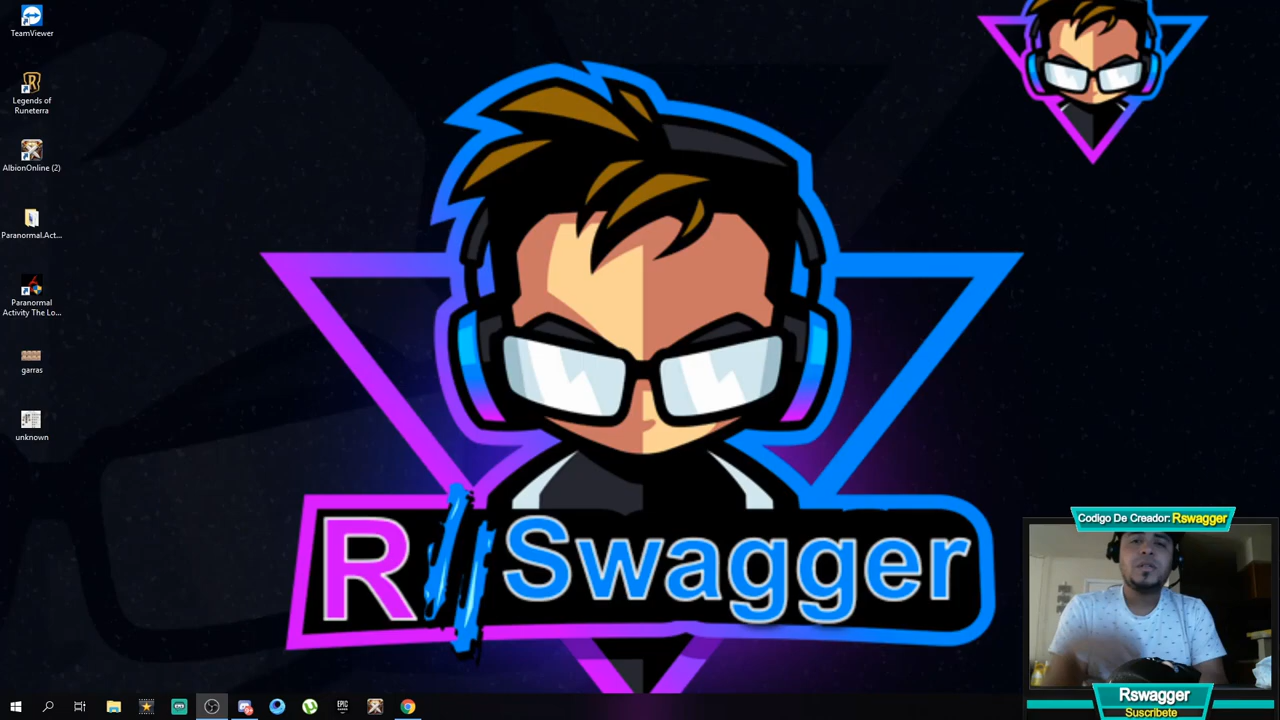 TeamViewer
Legends of
Runeterra
AlbionOnline (2)
Paranormal.Act...
Paranormal
Activity The Lo...
garras
unknown
R//Swagger
Codigo De Creador: Rswagger
Rswagger
Suscribete
EPIC